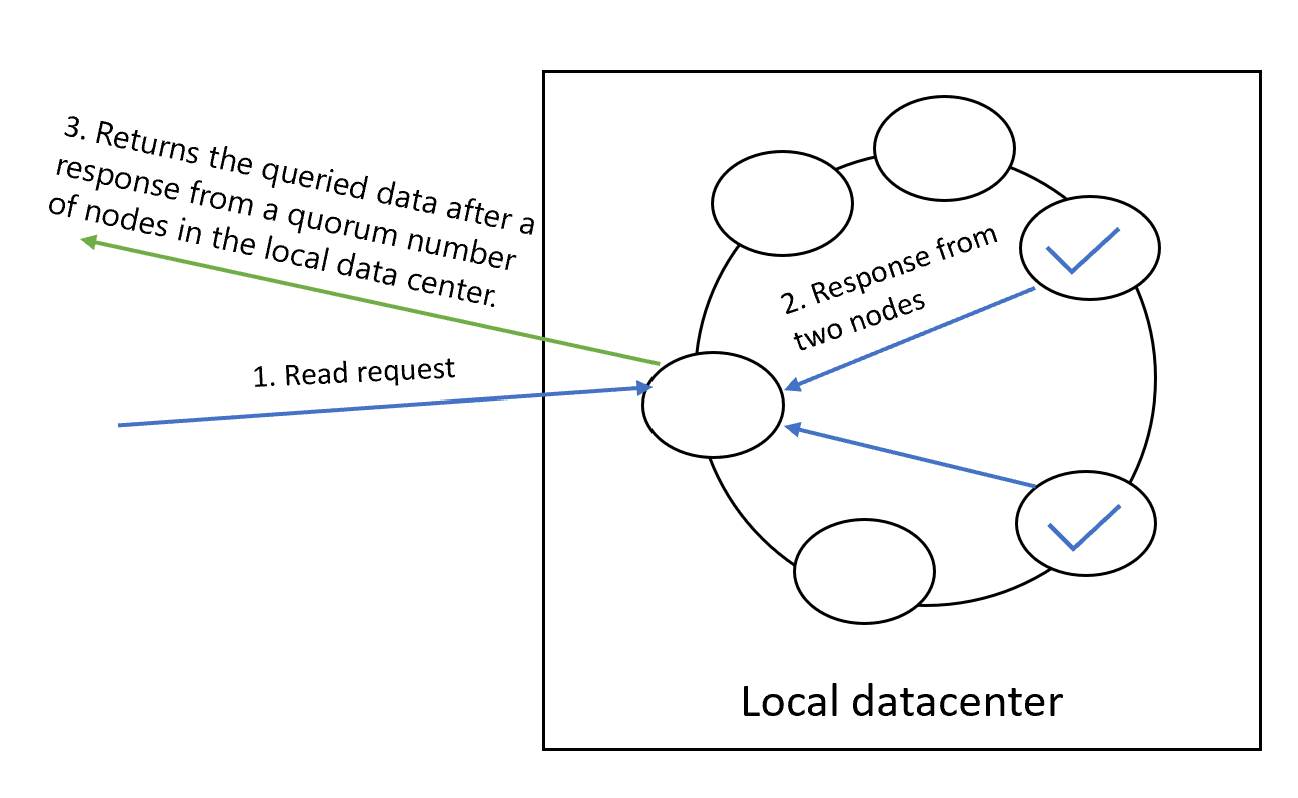 3. Returns the queried data after a
response from a quorum number
of nodes in the local data center.
1. Read request
2. Response from
two nodes
Local datacenter